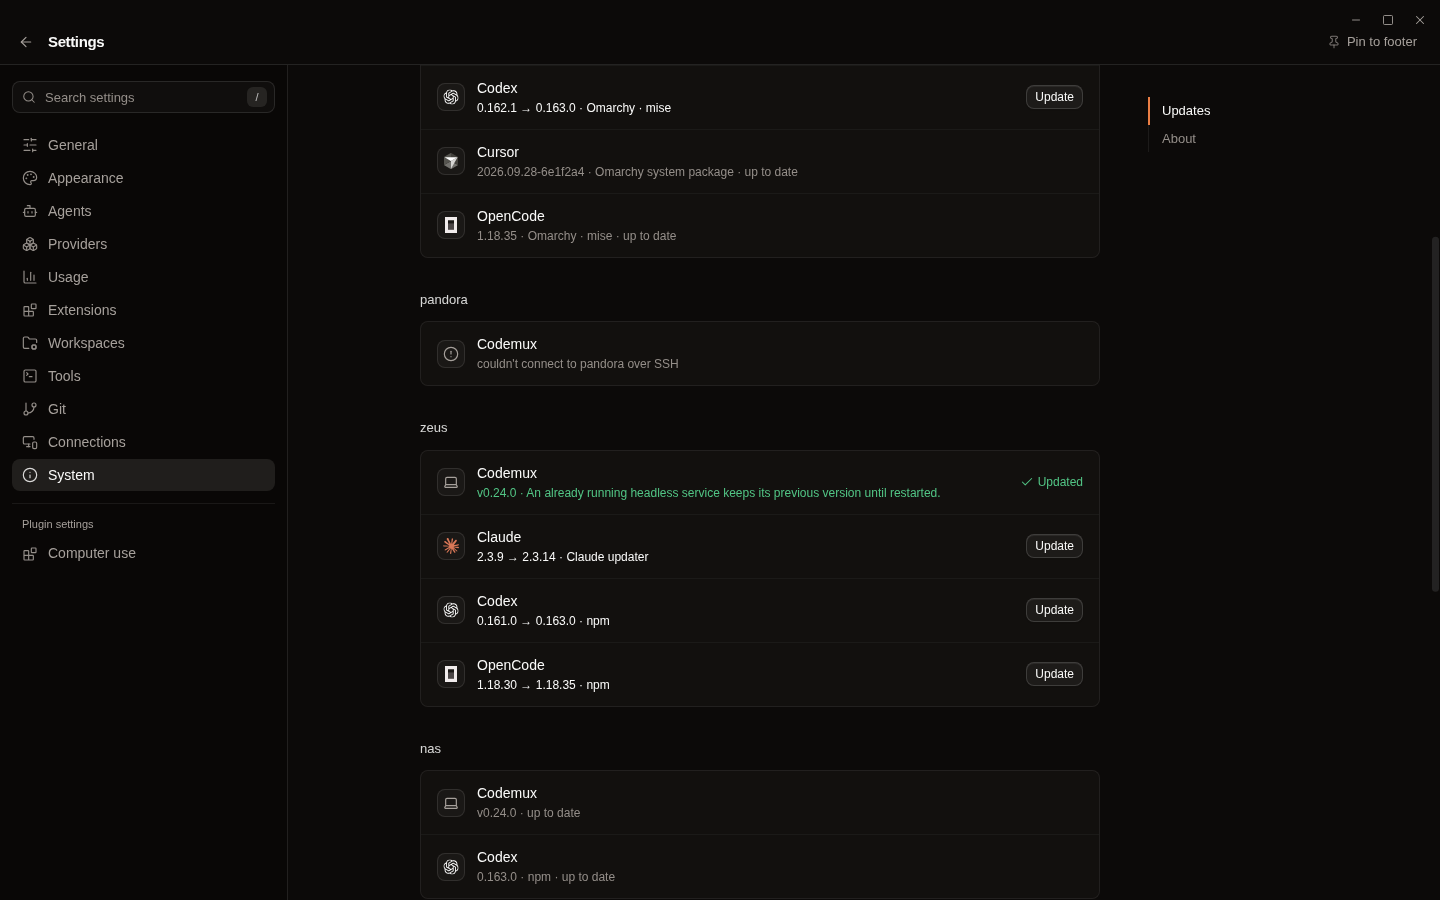 Settings
Pin to footer
Search settings
/
General
Appearance
Agents
Providers
Usage
Extensions
Workspaces
Tools
Git
Connections
System
Plugin settings
Computer use
Codex
0.162.1 → 0.163.0 · Omarchy · mise
Update
Cursor
2026.09.28-6e1f2a4 · Omarchy system package · up to date
OpenCode
1.18.35 · Omarchy · mise · up to date
pandora
Codemux
couldn't connect to pandora over SSH
zeus
Codemux
v0.24.0 · An already running headless service keeps its previous version until restarted.
Updated
Claude
2.3.9 → 2.3.14 · Claude updater
Update
Codex
0.161.0 → 0.163.0 · npm
Update
OpenCode
1.18.30 → 1.18.35 · npm
Update
nas
Codemux
v0.24.0 · up to date
Codex
0.163.0 · npm · up to date
Updates
About